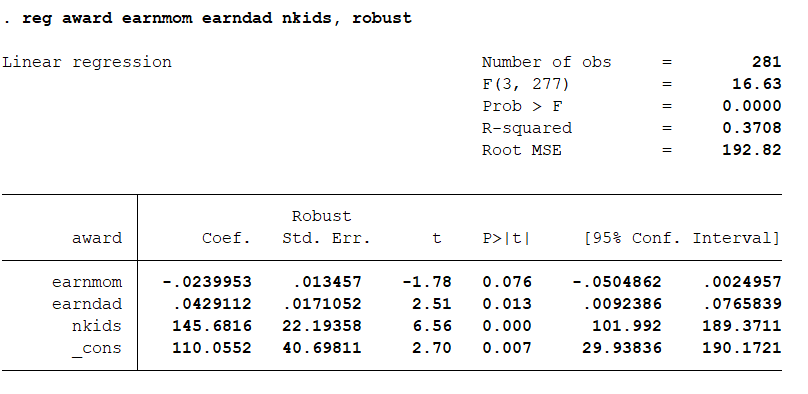 . reg award earnmom earndad nkids, robust
Linear regression Number of obs = 281
F(3, 277) = 16.63
Prob > F = 0.0000
R-squared = 0.3708
Root MSE = 192.82
Robust
award Coef. Std. Err. t P>|t| [95% Conf. Interval]
earnmom -.0239953 .013457 -1.78 0.076 -.0504862 .0024957
earndad .0429112 .0171052 2.51 0.013 .0092386 .0765839
nkids 145.6816 22.19358 6.56 0.000 101.992 189.3711
_cons 110.0552 40.69811 2.70 0.007 29.93836 190.1721